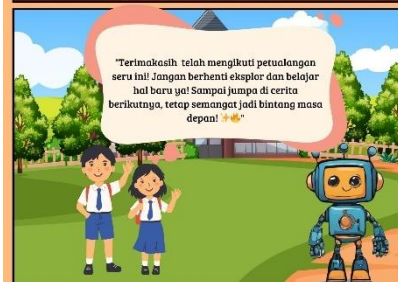 "Terimakasih telah mengikuti petualangan
seru ini! Jangan berhenti eksplor dan belajar
hal baru ya! Sampai jumpa di cerita
berikutnya, tetap semangat jadi bintang masa
depan! ✨🔥"